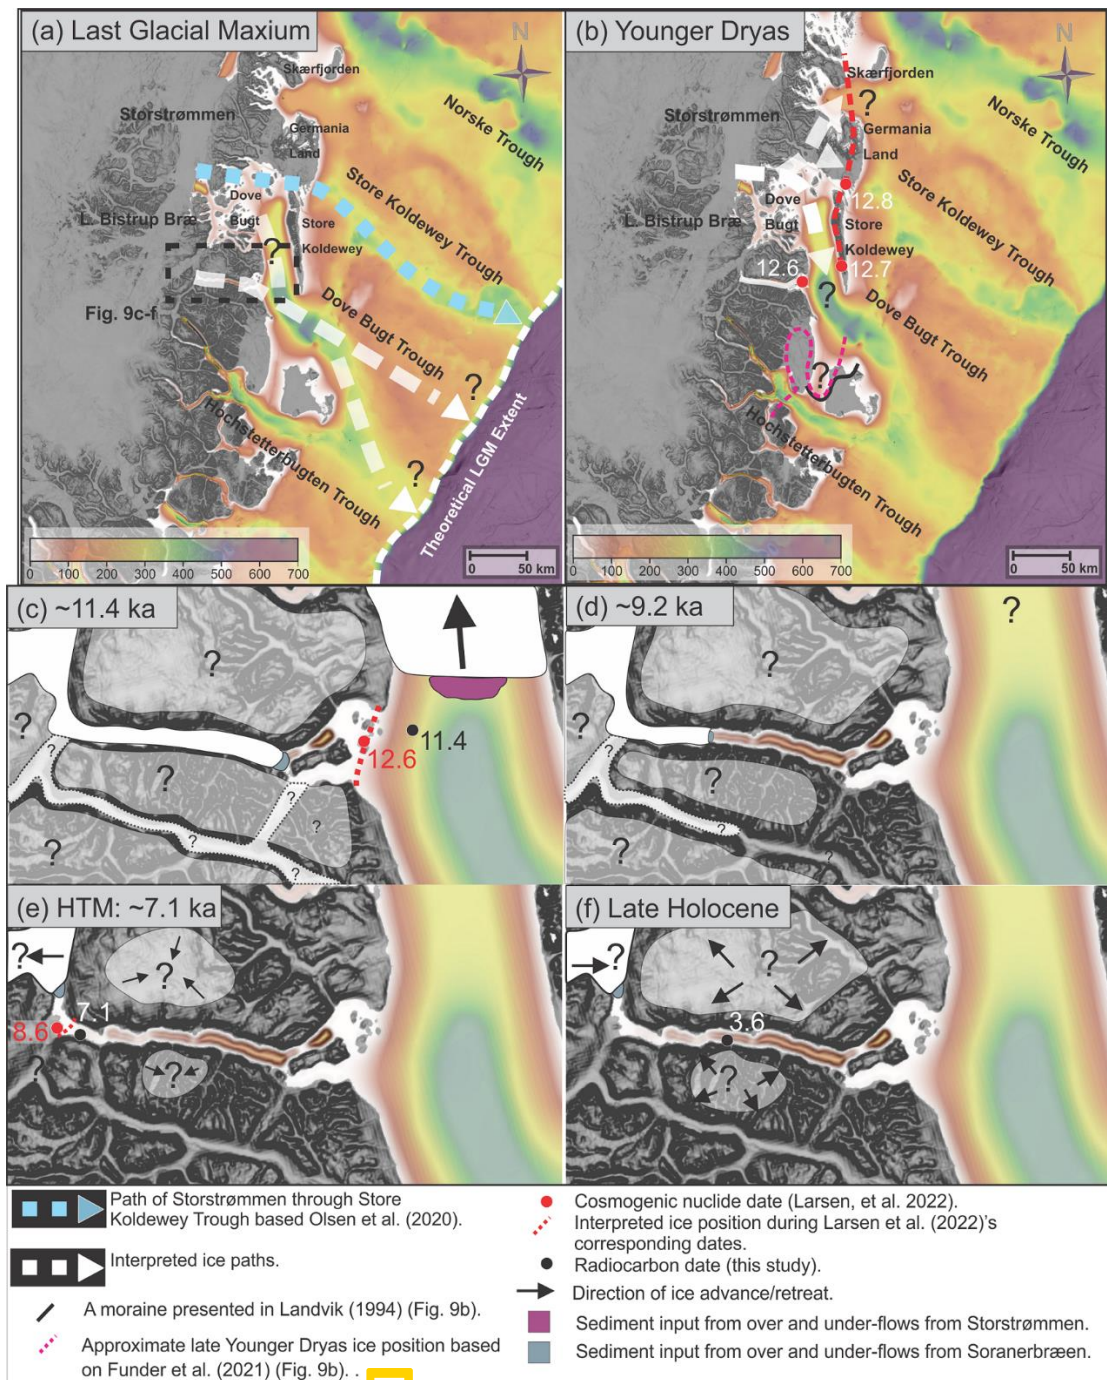 (a) Last Glacial Maxium
N
Skærfjorden
Norske Trough
Storstrømmen
Germania
Land
Store Koldewey Trough
Dove
Bugt
L. Bistrup Bræ
Store
Koldewey
?
Fig. 9c-f
Dove Bugt Trough
?
Hochstetterbugten Trough
?
Theoretical LGM Extent
0 100 200 300 400 500 600 700
0 50 km
(b) Younger Dryas
N
Skærfjorden
?
Norske Trough
Storstrømmen
Germania
Land
Store Koldewey Trough
12.8
Dove
Bugt
L. Bistrup Bræ
Store
Koldewey
12.6
12.7
?
Dove Bugt Trough
?
Hochstetterbugten Trough
0 100 200 300 400 500 600 700
0 50 km
(c) ~11.4 ka
?
?
11.4
12.6
?
?
?
?
?
?
?
?
(d) ~9.2 ka
?
?
?
?
?
?
?
(e) HTM: ~7.1 ka
?
?
7.1
8.6
?
?
(f) Late Holocene
?
?
3.6
?
Path of Storstrømmen through Store
Koldewey Trough based Olsen et al. (2020).
Interpreted ice paths.
A moraine presented in Landvik (1994) (Fig. 9b).
Approximate late Younger Dryas ice position based
on Funder et al. (2021) (Fig. 9b). .
Cosmogenic nuclide date (Larsen, et al. 2022).
Interpreted ice position during Larsen et al. (2022)'s
corresponding dates.
Radiocarbon date (this study).
Direction of ice advance/retreat.
Sediment input from over and under-flows from Storstrømmen.
Sediment input from over and under-flows from Soranerbræen.